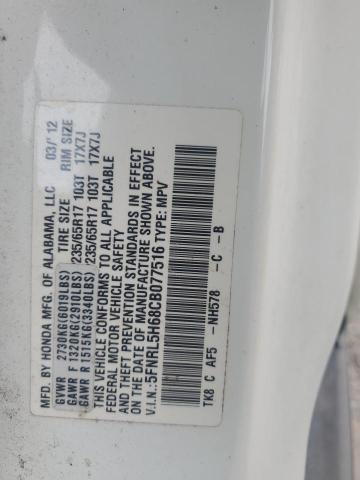 MFD. BY HONDA MFG. OF ALABAMA, LLC 03/'12
GVWR 2730KG(6019LBS) TIRE SIZE RIM SIZE
GAWR F 1320KG(2910LBS) 235/65R17 103T 17X7J
GAWR R 1515KG(3340LBS) 235/65R17 103T 17X7J
THIS VEHICLE CONFORMS TO ALL APPLICABLE
FEDERAL MOTOR VEHICLE SAFETY
AND THEFT PREVENTION STANDARDS IN EFFECT
ON THE DATE OF MANUFACTURE SHOWN ABOVE.
V.I.N.:5FNRL5H68CB077516 TYPE: MPV
TK8 C AF5 -NH578 -C -B